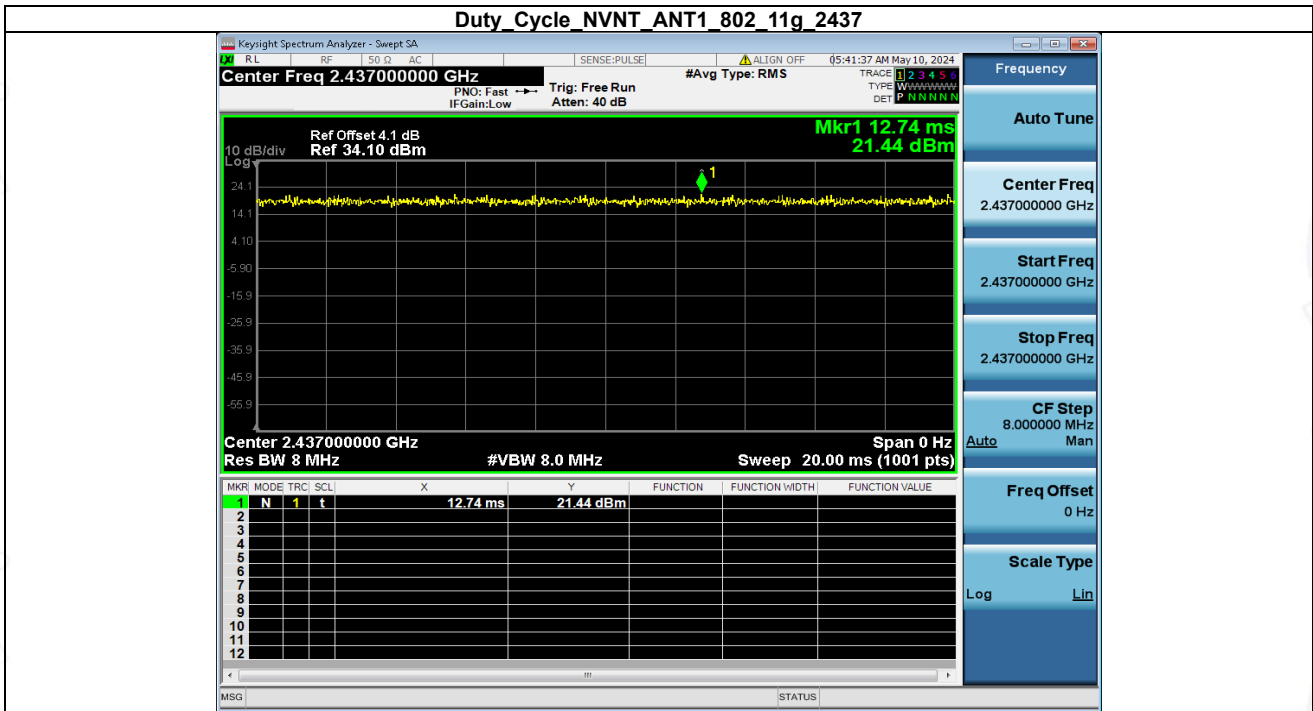 Duty_Cycle_NVNT_ANT1_802_11g_2437
Keysight Spectrum Analyzer - Swept SA
LXI RL RF 50 Ω AC SENSE:PULSE ALIGN OFF 05:41:37 AM May 10, 2024
Center Freq 2.437000000 GHz #Avg Type: RMS TRACE 1 2 3 4 5 6
PNO: Fast Trig: Free Run TYPE WWWWWW
IFGain:Low Atten: 40 dB DET P N N N N N
Ref Offset 4.1 dB Mkr1 12.74 ms
10 dB/div Ref 34.10 dBm 21.44 dBm
Log
1
24.1
14.1
4.10
-5.90
-15.9
-25.9
-35.9
-45.9
-55.9
Center 2.437000000 GHz Span 0 Hz
Res BW 8 MHz #VBW 8.0 MHz Sweep 20.00 ms (1001 pts)
MKR MODE TRC SCL X Y FUNCTION FUNCTION WIDTH FUNCTION VALUE
1 N 1 t 12.74 ms 21.44 dBm
2
3
4
5
6
7
8
9
10
11
12
MSG STATUS
Frequency
Auto Tune
Center Freq
2.437000000 GHz
Start Freq
2.437000000 GHz
Stop Freq
2.437000000 GHz
CF Step
8.000000 MHz
Auto Man
Freq Offset
0 Hz
Scale Type
Log Lin